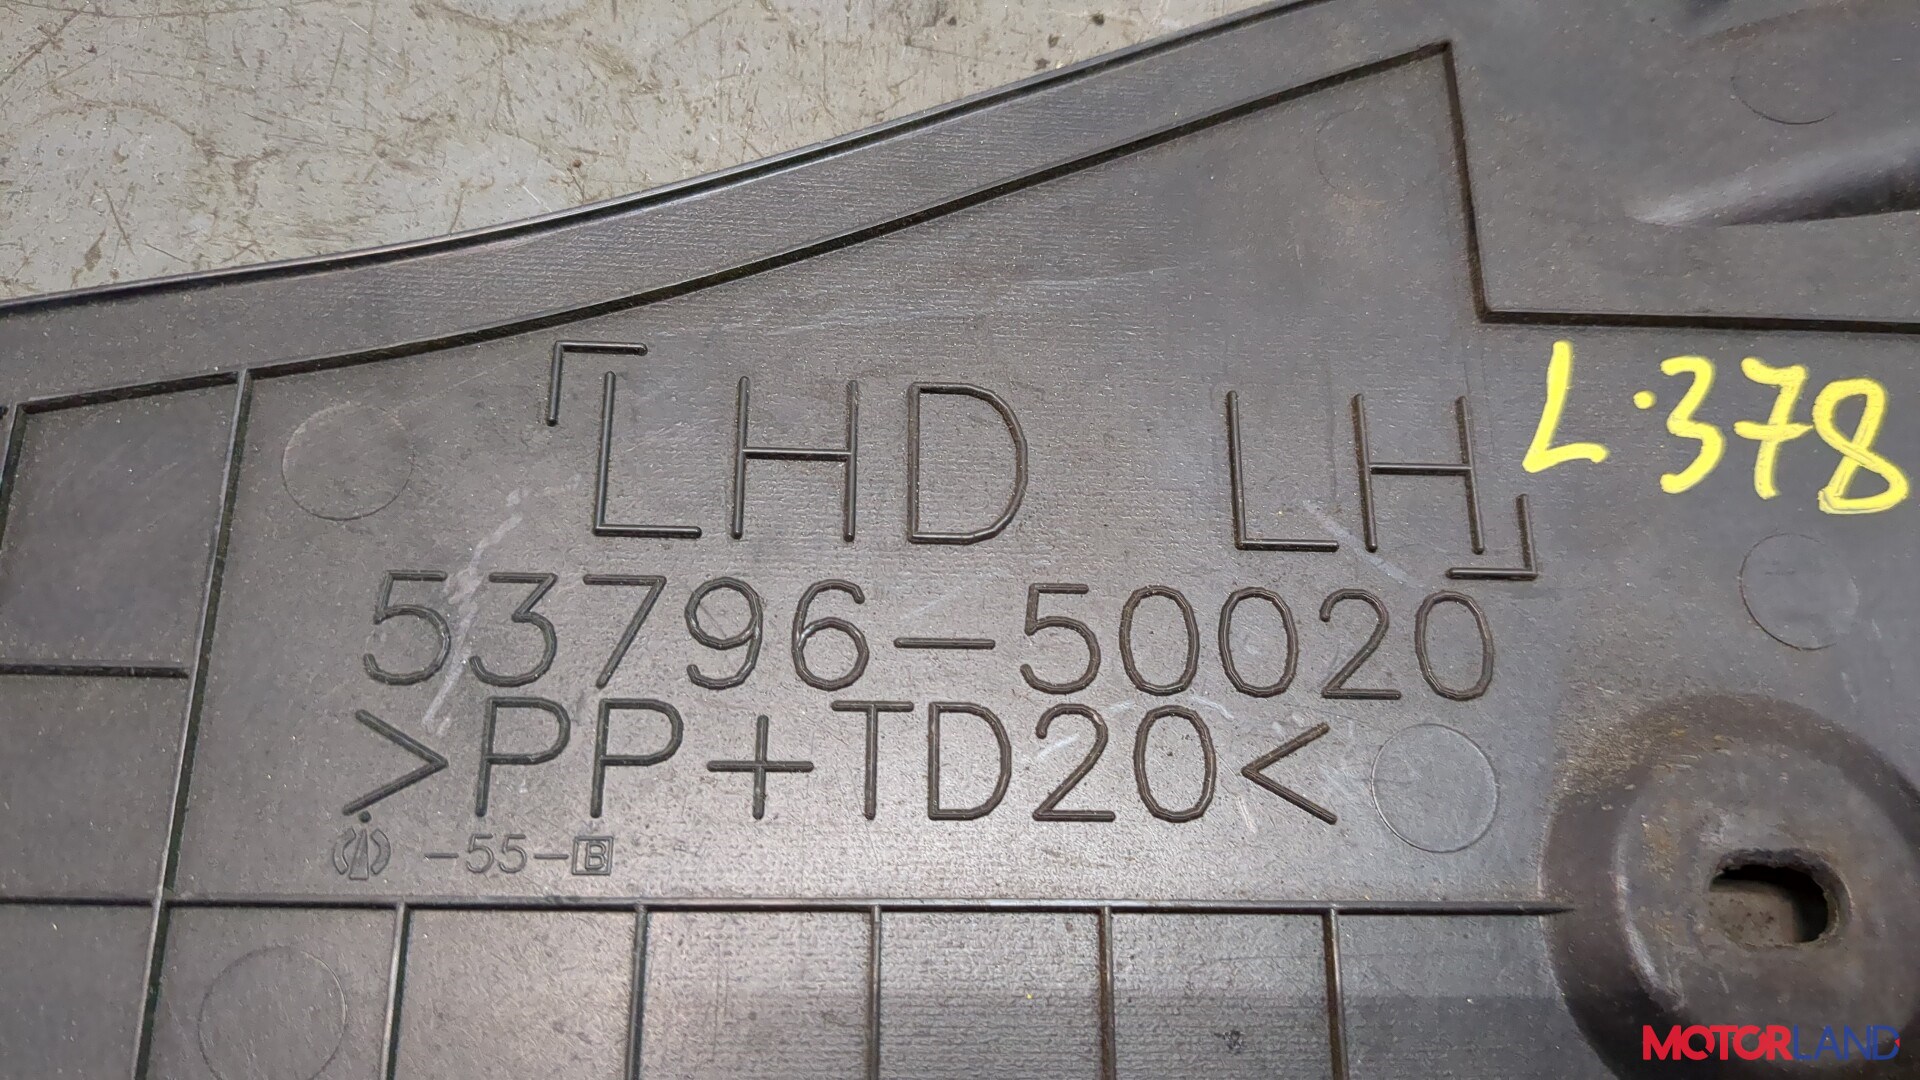 「LHD LH」
L·378
53796-50020
>PP+TD20<
-55-B
MOTORLAND